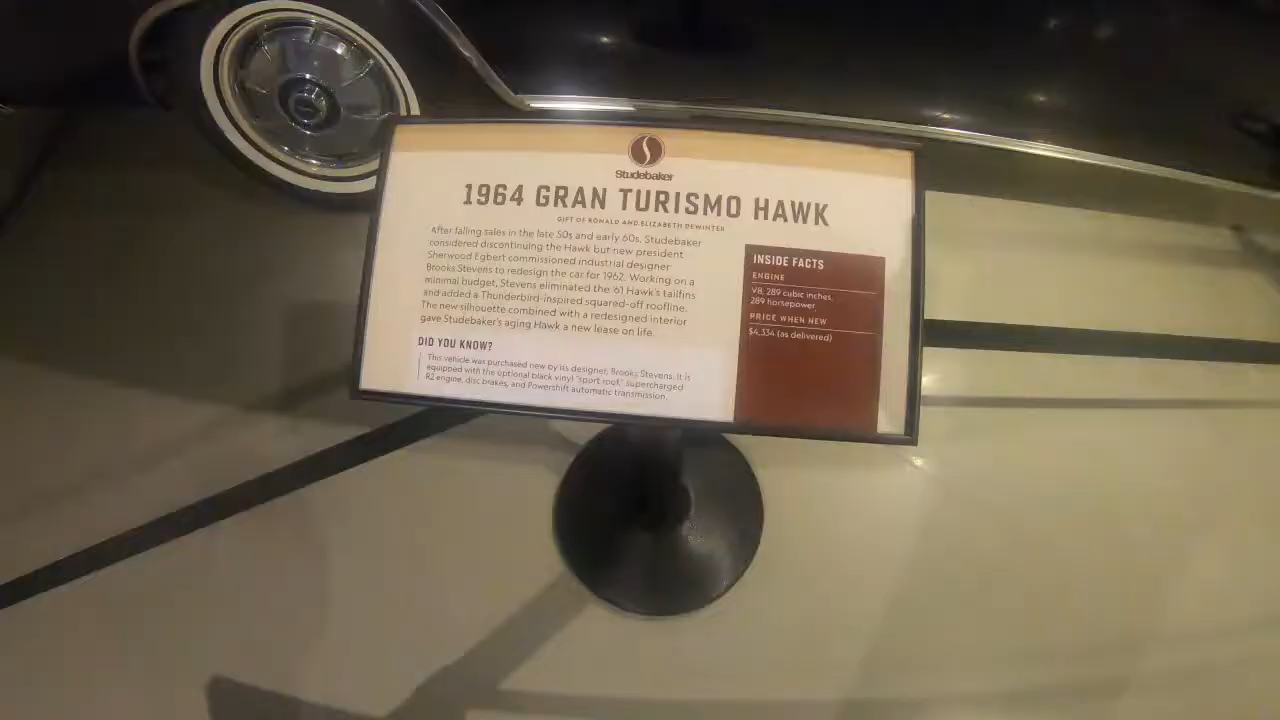 Studebaker
1964 GRAN TURISMO HAWK
GIFT OF RONALD AND ELIZABETH DEWINTER
After falling sales in the late 50s and early 60s, Studebaker
considered discontinuing the Hawk but new president
Sherwood Egbert commissioned industrial designer
Brooks Stevens to redesign the car for 1962. Working on a
minimal budget, Stevens eliminated the '61 Hawk's tailfins
and added a Thunderbird-inspired squared-off roofline.
The new silhouette combined with a redesigned interior
gave Studebaker's aging Hawk a new lease on life.
DID YOU KNOW?
This vehicle was purchased new by its designer, Brooks Stevens. It is
equipped with the optional black vinyl "sport roof," supercharged
R2 engine, disc brakes, and Powershift automatic transmission.
INSIDE FACTS
ENGINE
V8, 289 cubic inches,
289 horsepower
PRICE WHEN NEW
$4,334 (as delivered)